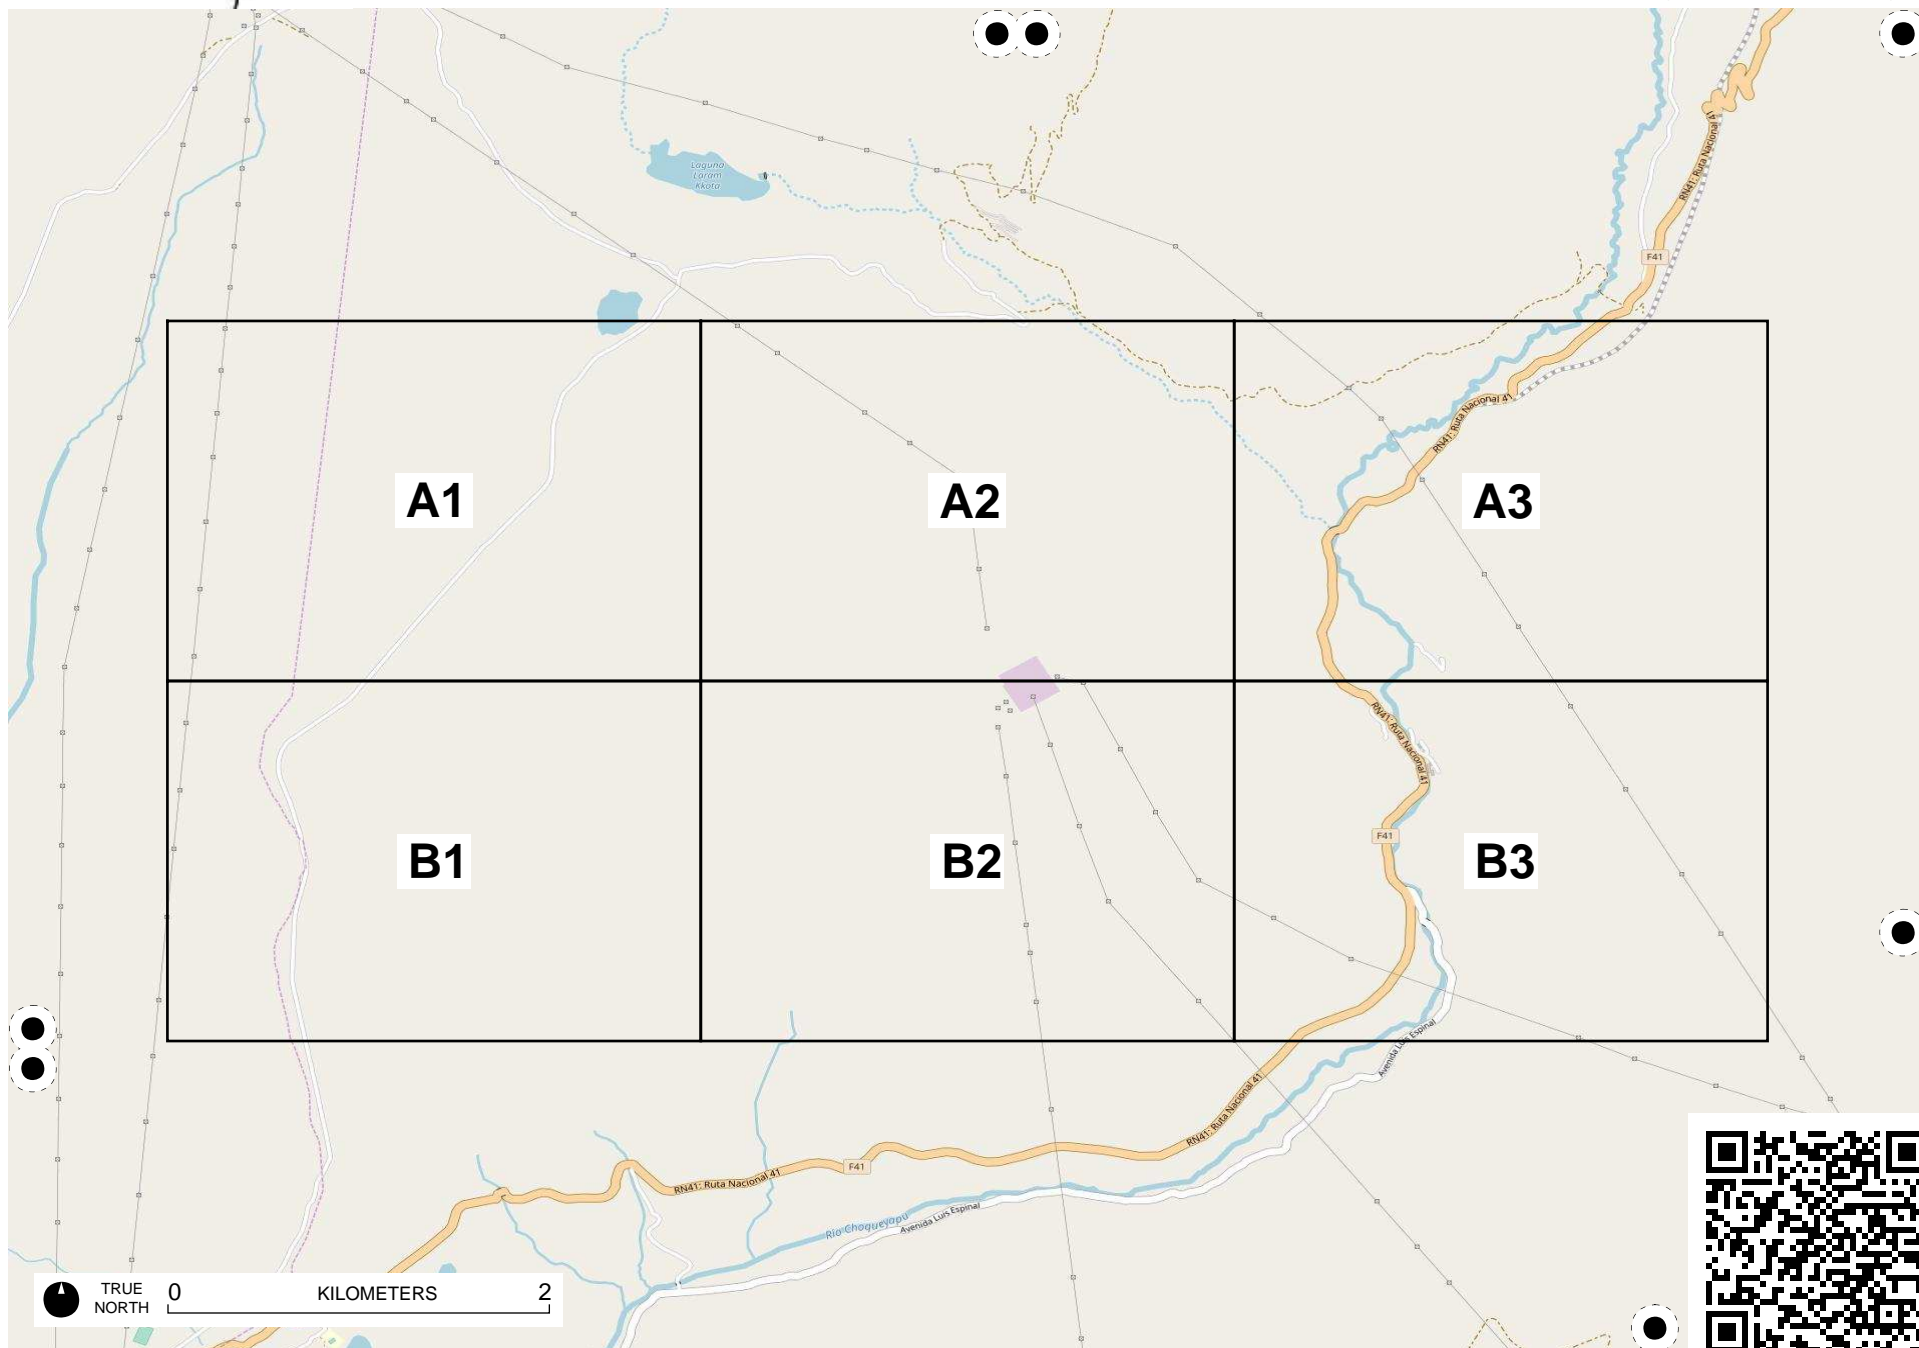 Laguna
Laram
Kkota
RN41: Ruta Nacional 41
F41
RN41: Ruta Nacional 41
A1
A2
A3
RN41: Ruta Nacional 41
F41
B1
B2
B3
Avenida Luis Espinal
RN41: Ruta Nacional 41
F41
RN41: Ruta Nacional 41
Río Choqueyapu
Avenida Luis Espinal
TRUE
NORTH
0
KILOMETERS
2